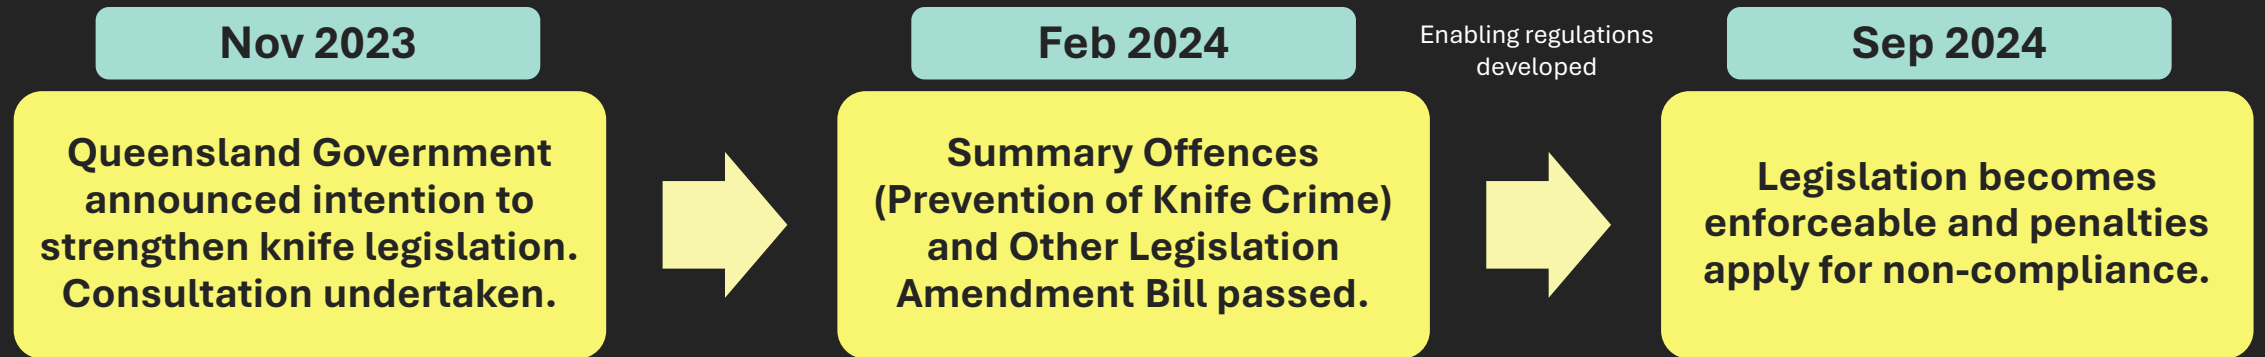 Nov 2023
Queensland Government
announced intention to
strengthen knife legislation.
Consultation undertaken.
Feb 2024
Summary Offences
(Prevention of Knife Crime)
and Other Legislation
Amendment Bill passed.
Enabling regulations
developed
Sep 2024
Legislation becomes
enforceable and penalties
apply for non-compliance.